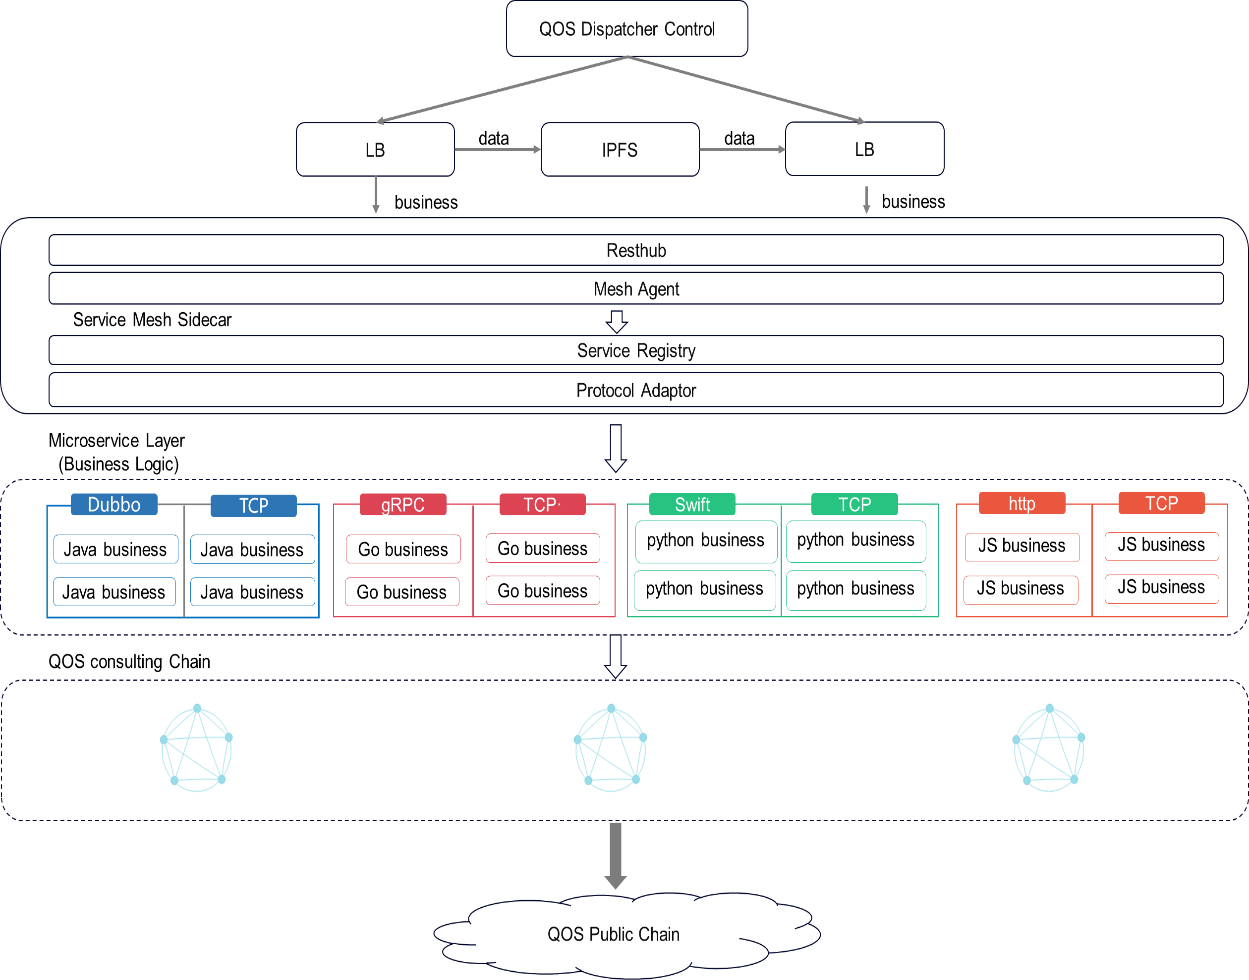 QOS Dispatcher Control
LB
data
IPFS
data
LB
business
business
Resthub
Mesh Agent
Service Mesh Sidecar
Service Registry
Protocol Adaptor
Microservice Layer
(Business Logic)
Dubbo
TCP
gRPC
TCP·
Swift
TCP
http
TCP
Java business
Java business
Go business
Go business
python business
python business
JS business
JS business
Java business
Java business
Go business
Go business
python business
python business
JS business
JS business
QOS consulting Chain
QOS Public Chain